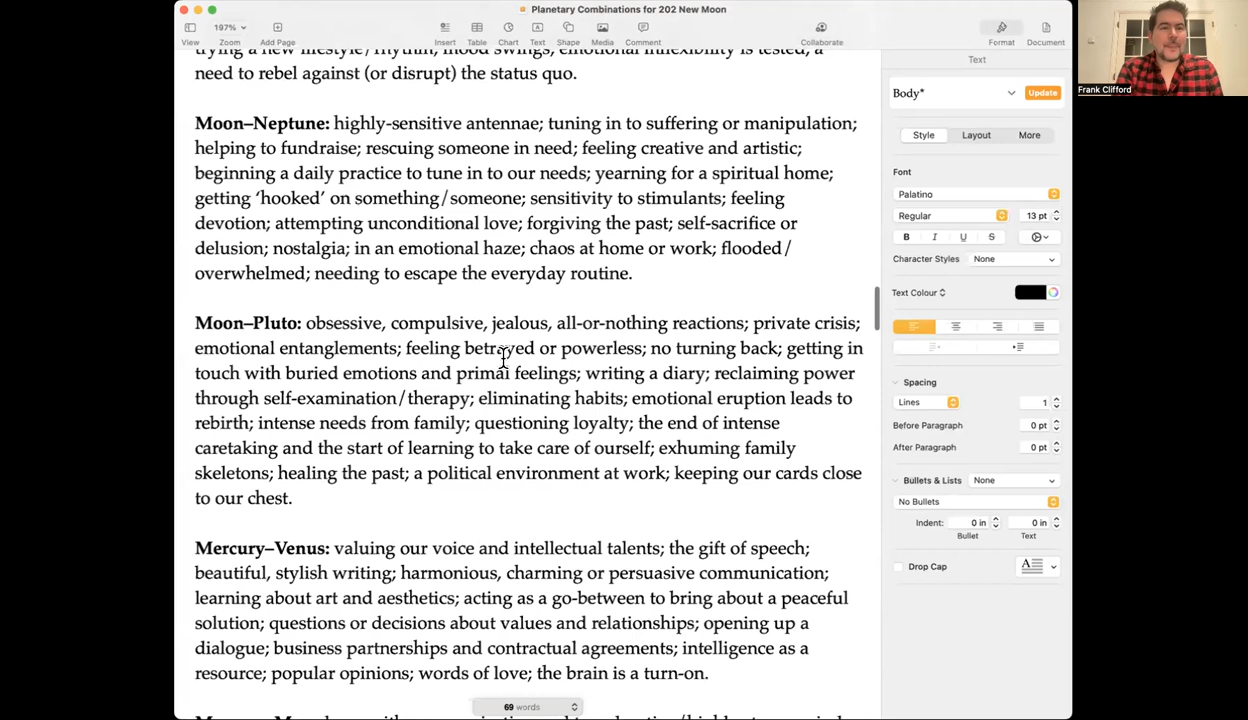 Planetary Combinations for 202 New Moon
197%
View
Zoom
Add Page
Insert
Table
Chart
Text
Shape
Media
Comment
Collaborate
Format
Document
trying a new lifestyle/rhythm; mood swings; emotional inflexibility is tested; a
need to rebel against (or disrupt) the status quo.
Moon–Neptune: highly-sensitive antennae; tuning in to suffering or manipulation;
helping to fundraise; rescuing someone in need; feeling creative and artistic;
beginning a daily practice to tune in to our needs; yearning for a spiritual home;
getting ‘hooked’ on something/someone; sensitivity to stimulants; feeling
devotion; attempting unconditional love; forgiving the past; self-sacrifice or
delusion; nostalgia; in an emotional haze; chaos at home or work; flooded/
overwhelmed; needing to escape the everyday routine.
Moon–Pluto: obsessive, compulsive, jealous, all-or-nothing reactions; private crisis;
emotional entanglements; feeling betrayed or powerless; no turning back; getting in
touch with buried emotions and primal feelings; writing a diary; reclaiming power
through self-examination/therapy; eliminating habits; emotional eruption leads to
rebirth; intense needs from family; questioning loyalty; the end of intense
caretaking and the start of learning to take care of ourself; exhuming family
skeletons; healing the past; a political environment at work; keeping our cards close
to our chest.
Mercury–Venus: valuing our voice and intellectual talents; the gift of speech;
beautiful, stylish writing; harmonious, charming or persuasive communication;
learning about art and aesthetics; acting as a go-between to bring about a peaceful
solution; questions or decisions about values and relationships; opening up a
dialogue; business partnerships and contractual agreements; intelligence as a
resource; popular opinions; words of love; the brain is a turn-on.
69 words
Text
Body*
Update
Style
Layout
More
Font
Palatino
Regular
13 pt
B
I
U
S
Character Styles
None
Text Colour
Spacing
Lines
1
Before Paragraph
0 pt
After Paragraph
0 pt
Bullets & Lists
None
No Bullets
Indent:
0 in
0 in
Bullet
Text
Drop Cap
A
Frank Clifford